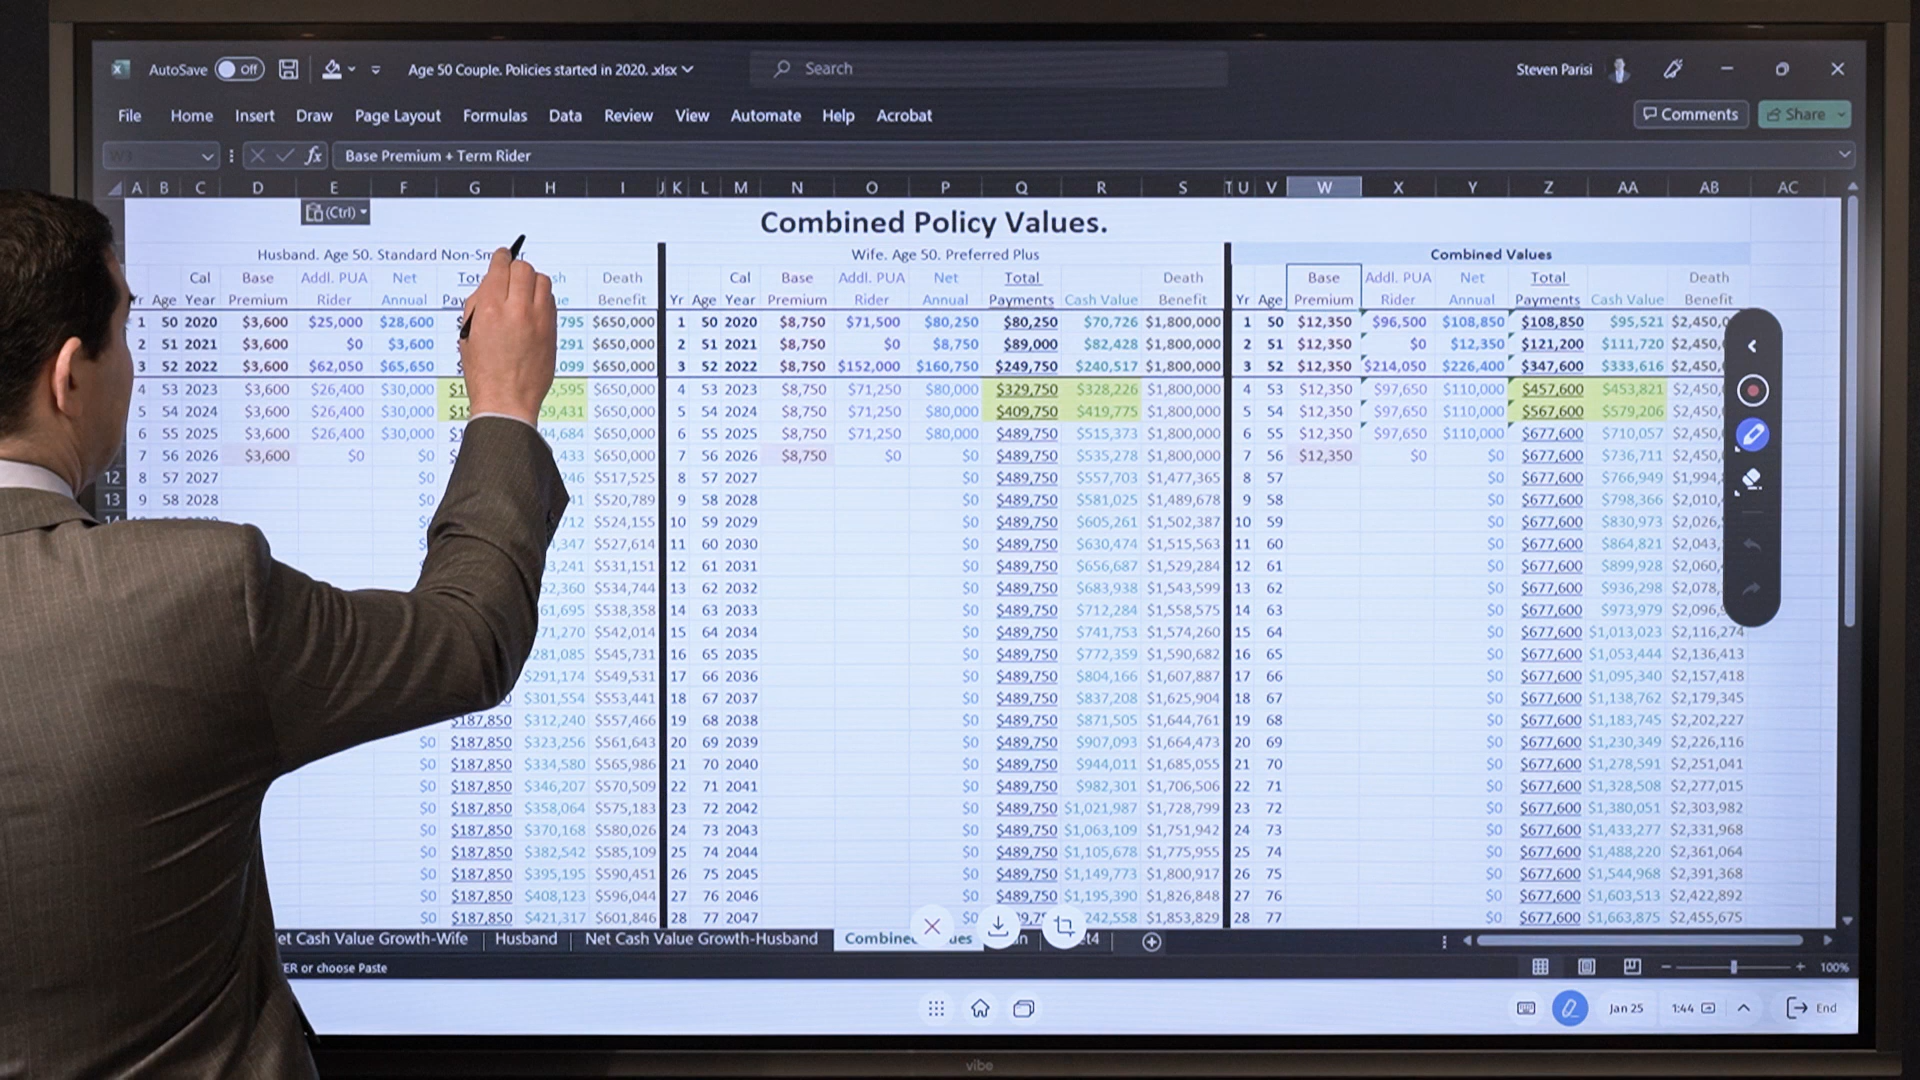 AutoSave Off Age 50 Couple. Policies started in 2020. .xlsx Search Steven Parisi
File Home Insert Draw Page Layout Formulas Data Review View Automate Help Acrobat Comments Share
fx Base Premium + Term Rider
A B C D E F G H I J K L M N O P Q R S T U V W X Y Z AA AB AC
(Ctrl)
Combined Policy Values.
Husband. Age 50. Standard Wife. Age 50. Preferred Plus Combined Values
Cal Base Addl. PUA Net Death Cal Base Addl. PUA Net Total Death Base Addl. PUA Net Total Death
Age Year Premium Rider Annual Benefit Yr Age Year Premium Rider Annual Payments Cash Value Benefit Yr Age Premium Rider Annual Payments Cash Value Benefit
1 50 2020 $3,600 $25,000 $28,600 795 $650,000 1 50 2020 $8,750 $71,500 $80,250 $80,250 $70,726 $1,800,000 1 50 $12,350 $96,500 $108,850 $108,850 $95,521
2 51 2021 $3,600 $0 $3,600 291 $650,000 2 51 2021 $8,750 $0 $8,750 $89,000 $82,428 $1,800,000 2 51 $12,350 $0 $12,350 $121,200 $111,720
3 52 2022 $3,600 $62,050 $65,650 099 $650,000 3 52 2022 $8,750 $152,000 $160,750 $249,750 $240,517 $1,800,000 3 52 $12,350 $214,050 $226,400 $347,600 $333,616
4 53 2023 $3,600 $26,400 $30,000 ,595 $650,000 4 53 2023 $8,750 $71,250 $80,000 $329,750 $328,226 $1,800,000 4 53 $12,350 $97,650 $110,000 $457,600 $453,821
5 54 2024 $3,600 $26,400 $30,000 9,431 $650,000 5 54 2024 $8,750 $71,250 $80,000 $409,750 $419,775 $1,800,000 5 54 $12,350 $97,650 $110,000 $567,600 $579,206
6 55 2025 $3,600 $26,400 $30,000 4,684 $650,000 6 55 2025 $8,750 $71,250 $80,000 $489,750 $515,373 $1,800,000 6 55 $12,350 $97,650 $110,000 $677,600 $710,057
7 56 2026 $3,600 $0 $0 ,433 $650,000 7 56 2026 $8,750 $0 $0 $489,750 $535,278 $1,800,000 7 56 $12,350 $0 $0 $677,600 $736,711
12 8 57 2027 $0 246 $517,525 8 57 2027 $0 $489,750 $557,703 $1,477,365 8 57 $0 $677,600 $766,949
13 9 58 2028 $0 $520,789 9 58 2028 $0 $489,750 $581,025 $1,489,678 9 58 $0 $677,600 $798,366
712 $524,155 10 59 2029 $0 $489,750 $605,261 $1,502,387 10 59 $0 $677,600 $830,973
,347 $527,614 11 60 2030 $0 $489,750 $630,474 $1,515,563 11 60 $0 $677,600 $864,821
3,241 $531,151 12 61 2031 $0 $489,750 $656,687 $1,529,284 12 61 $0 $677,600 $899,928
2,360 $534,744 13 62 2032 $0 $489,750 $683,938 $1,543,599 13 62 $0 $677,600 $936,298
61,695 $538,358 14 63 2033 $0 $489,750 $712,284 $1,558,575 14 63 $0 $677,600 $973,979
71,270 $542,014 15 64 2034 $0 $489,750 $741,753 $1,574,260 15 64 $0 $677,600 $1,013,023 $2,116,274
281,085 $545,731 16 65 2035 $0 $489,750 $772,359 $1,590,682 16 65 $0 $677,600 $1,053,444 $2,136,413
$291,174 $549,531 17 66 2036 $0 $489,750 $804,166 $1,607,887 17 66 $0 $677,600 $1,095,340 $2,157,418
$301,554 $553,441 18 67 2037 $0 $489,750 $837,208 $1,625,904 18 67 $0 $677,600 $1,138,762 $2,179,345
$187,850 $312,240 $557,466 19 68 2038 $0 $489,750 $871,505 $1,644,761 19 68 $0 $677,600 $1,183,745 $2,202,227
$0 $187,850 $323,256 $561,643 20 69 2039 $0 $489,750 $907,093 $1,664,473 20 69 $0 $677,600 $1,230,349 $2,226,116
$0 $187,850 $334,580 $565,986 21 70 2040 $0 $489,750 $944,011 $1,685,055 21 70 $0 $677,600 $1,278,591 $2,251,041
$0 $187,850 $346,207 $570,509 22 71 2041 $0 $489,750 $982,301 $1,706,506 22 71 $0 $677,600 $1,328,508 $2,277,015
$0 $187,850 $358,064 $575,183 23 72 2042 $0 $489,750 $1,021,987 $1,728,799 23 72 $0 $677,600 $1,380,051 $2,303,982
$0 $187,850 $370,168 $580,026 24 73 2043 $0 $489,750 $1,063,109 $1,751,942 24 73 $0 $677,600 $1,433,277 $2,331,968
$0 $187,850 $382,542 $585,109 25 74 2044 $0 $489,750 $1,105,678 $1,775,955 25 74 $0 $677,600 $1,488,220 $2,361,064
$0 $187,850 $395,195 $590,451 26 75 2045 $0 $489,750 $1,149,773 $1,800,917 26 75 $0 $677,600 $1,544,968 $2,391,368
$0 $187,850 $408,123 $596,044 27 76 2046 $0 $489,750 $1,195,390 $1,826,848 27 76 $0 $677,600 $1,603,513 $2,422,892
$0 $187,850 $421,317 $601,846 28 77 2047 $0 242,558 $1,853,829 28 77 $0 $677,600 $1,663,875 $2,455,675
et Cash Value Growth-Wife Husband Net Cash Value Growth-Husband Combined
ER or choose Paste 100%
Jan 25 1:44 End
vibe